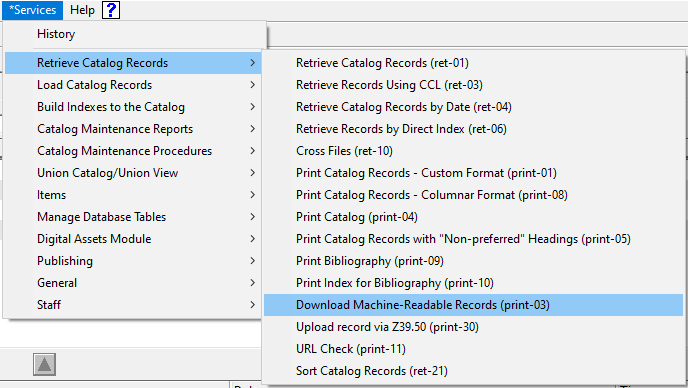 *Services Help ?
History
Retrieve Catalog Records
Load Catalog Records
Build Indexes to the Catalog
Catalog Maintenance Reports
Catalog Maintenance Procedures
Union Catalog/Union View
Items
Manage Database Tables
Digital Assets Module
Publishing
General
Staff
Retrieve Catalog Records (ret-01)
Retrieve Records Using CCL (ret-03)
Retrieve Catalog Records by Date (ret-04)
Retrieve Records by Direct Index (ret-06)
Cross Files (ret-10)
Print Catalog Records - Custom Format (print-01)
Print Catalog Records - Columnar Format (print-08)
Print Catalog (print-04)
Print Catalog Records with "Non-preferred" Headings (print-05)
Print Bibliography (print-09)
Print Index for Bibliography (print-10)
Download Machine-Readable Records (print-03)
Upload record via Z39.50 (print-30)
URL Check (print-11)
Sort Catalog Records (ret-21)